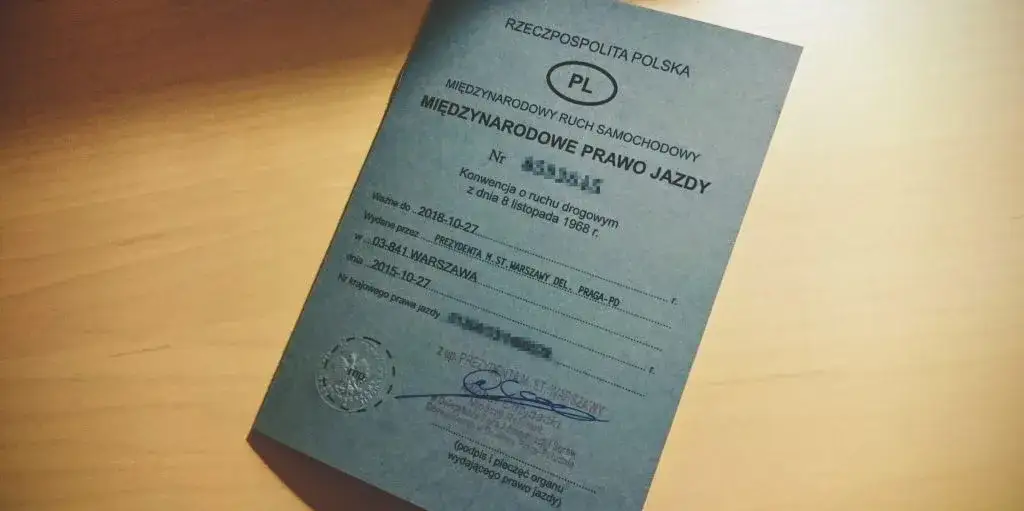 RZECZPOSPOLITA POLSKA
PL
MIĘDZYNARODOWY RUCH SAMOCHODOWY
MIĘDZYNARODOWE PRAWO JAZDY
Nr
Konwencja o ruchu drogowym
z dnia 8 listopada 1968 r.
Ważne do 2018-10-27 r.
Wydane przez PREZYDENTA M.ST.WARSZAWY DEL. PRAGA-PD
w 03-841 WARSZAWA
dnia 2015-10-27 r.
Nr krajowego prawa jazdy
z up. PREZYDENTA M.ST. WARSZAWY
(podpis i pieczęć organu
wydającego prawo jazdy)